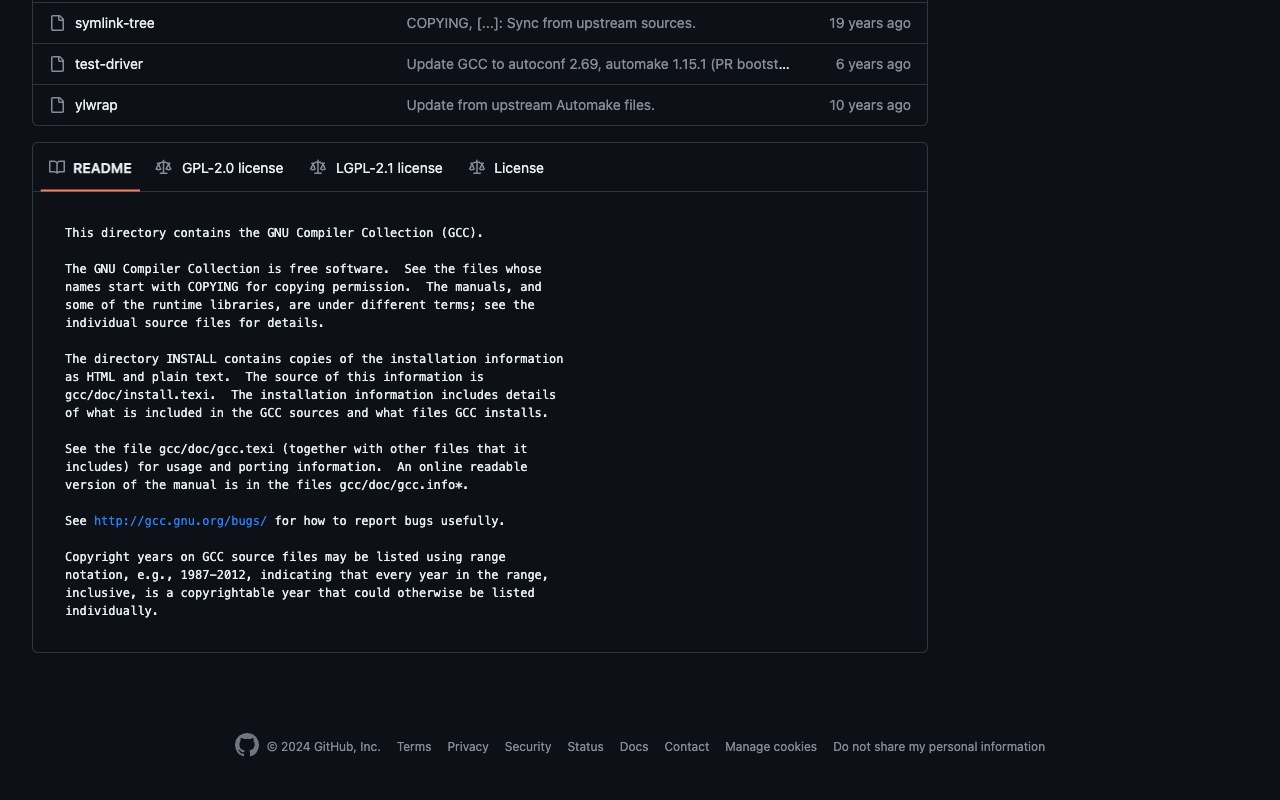 symlink-tree COPYING, [...]: Sync from upstream sources. 19 years ago
test-driver Update GCC to autoconf 2.69, automake 1.15.1 (PR bootst... 6 years ago
ylwrap Update from upstream Automake files. 10 years ago
README GPL-2.0 license LGPL-2.1 license License
This directory contains the GNU Compiler Collection (GCC).
The GNU Compiler Collection is free software.  See the files whose
names start with COPYING for copying permission.  The manuals, and
some of the runtime libraries, are under different terms; see the
individual source files for details.
The directory INSTALL contains copies of the installation information
as HTML and plain text.  The source of this information is
gcc/doc/install.texi.  The installation information includes details
of what is included in the GCC sources and what files GCC installs.
See the file gcc/doc/gcc.texi (together with other files that it
includes) for usage and porting information.  An online readable
version of the manual is in the files gcc/doc/gcc.info*.
See http://gcc.gnu.org/bugs/ for how to report bugs usefully.
Copyright years on GCC source files may be listed using range
notation, e.g., 1987-2012, indicating that every year in the range,
inclusive, is a copyrightable year that could otherwise be listed
individually.
© 2024 GitHub, Inc. Terms Privacy Security Status Docs Contact Manage cookies Do not share my personal information